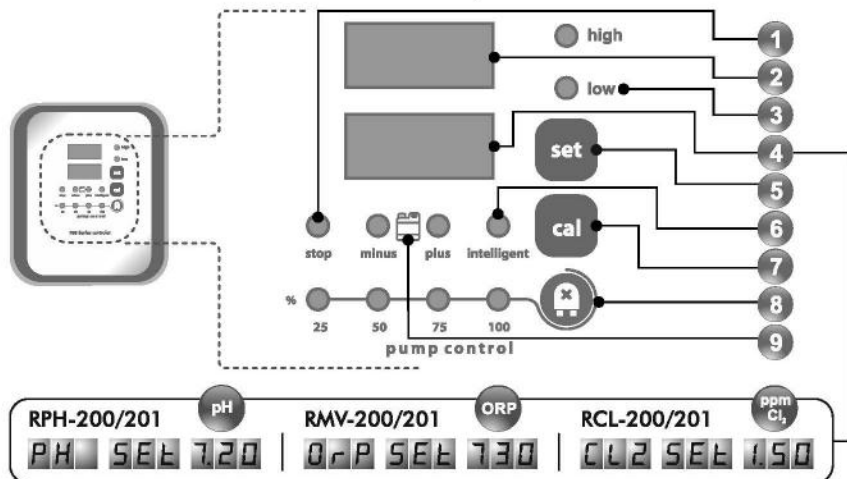 high 1
2
low 3
set 4
5
stop minus plus intelligent cal 6
7
% 25 50 75 100 8
pump control 9
RPH-200/201 pH
PH SEt 7.20
RMV-200/201 ORP
OrP SEt 730
RCL-200/201 ppm Cl₂
CL2 SEt 1.50